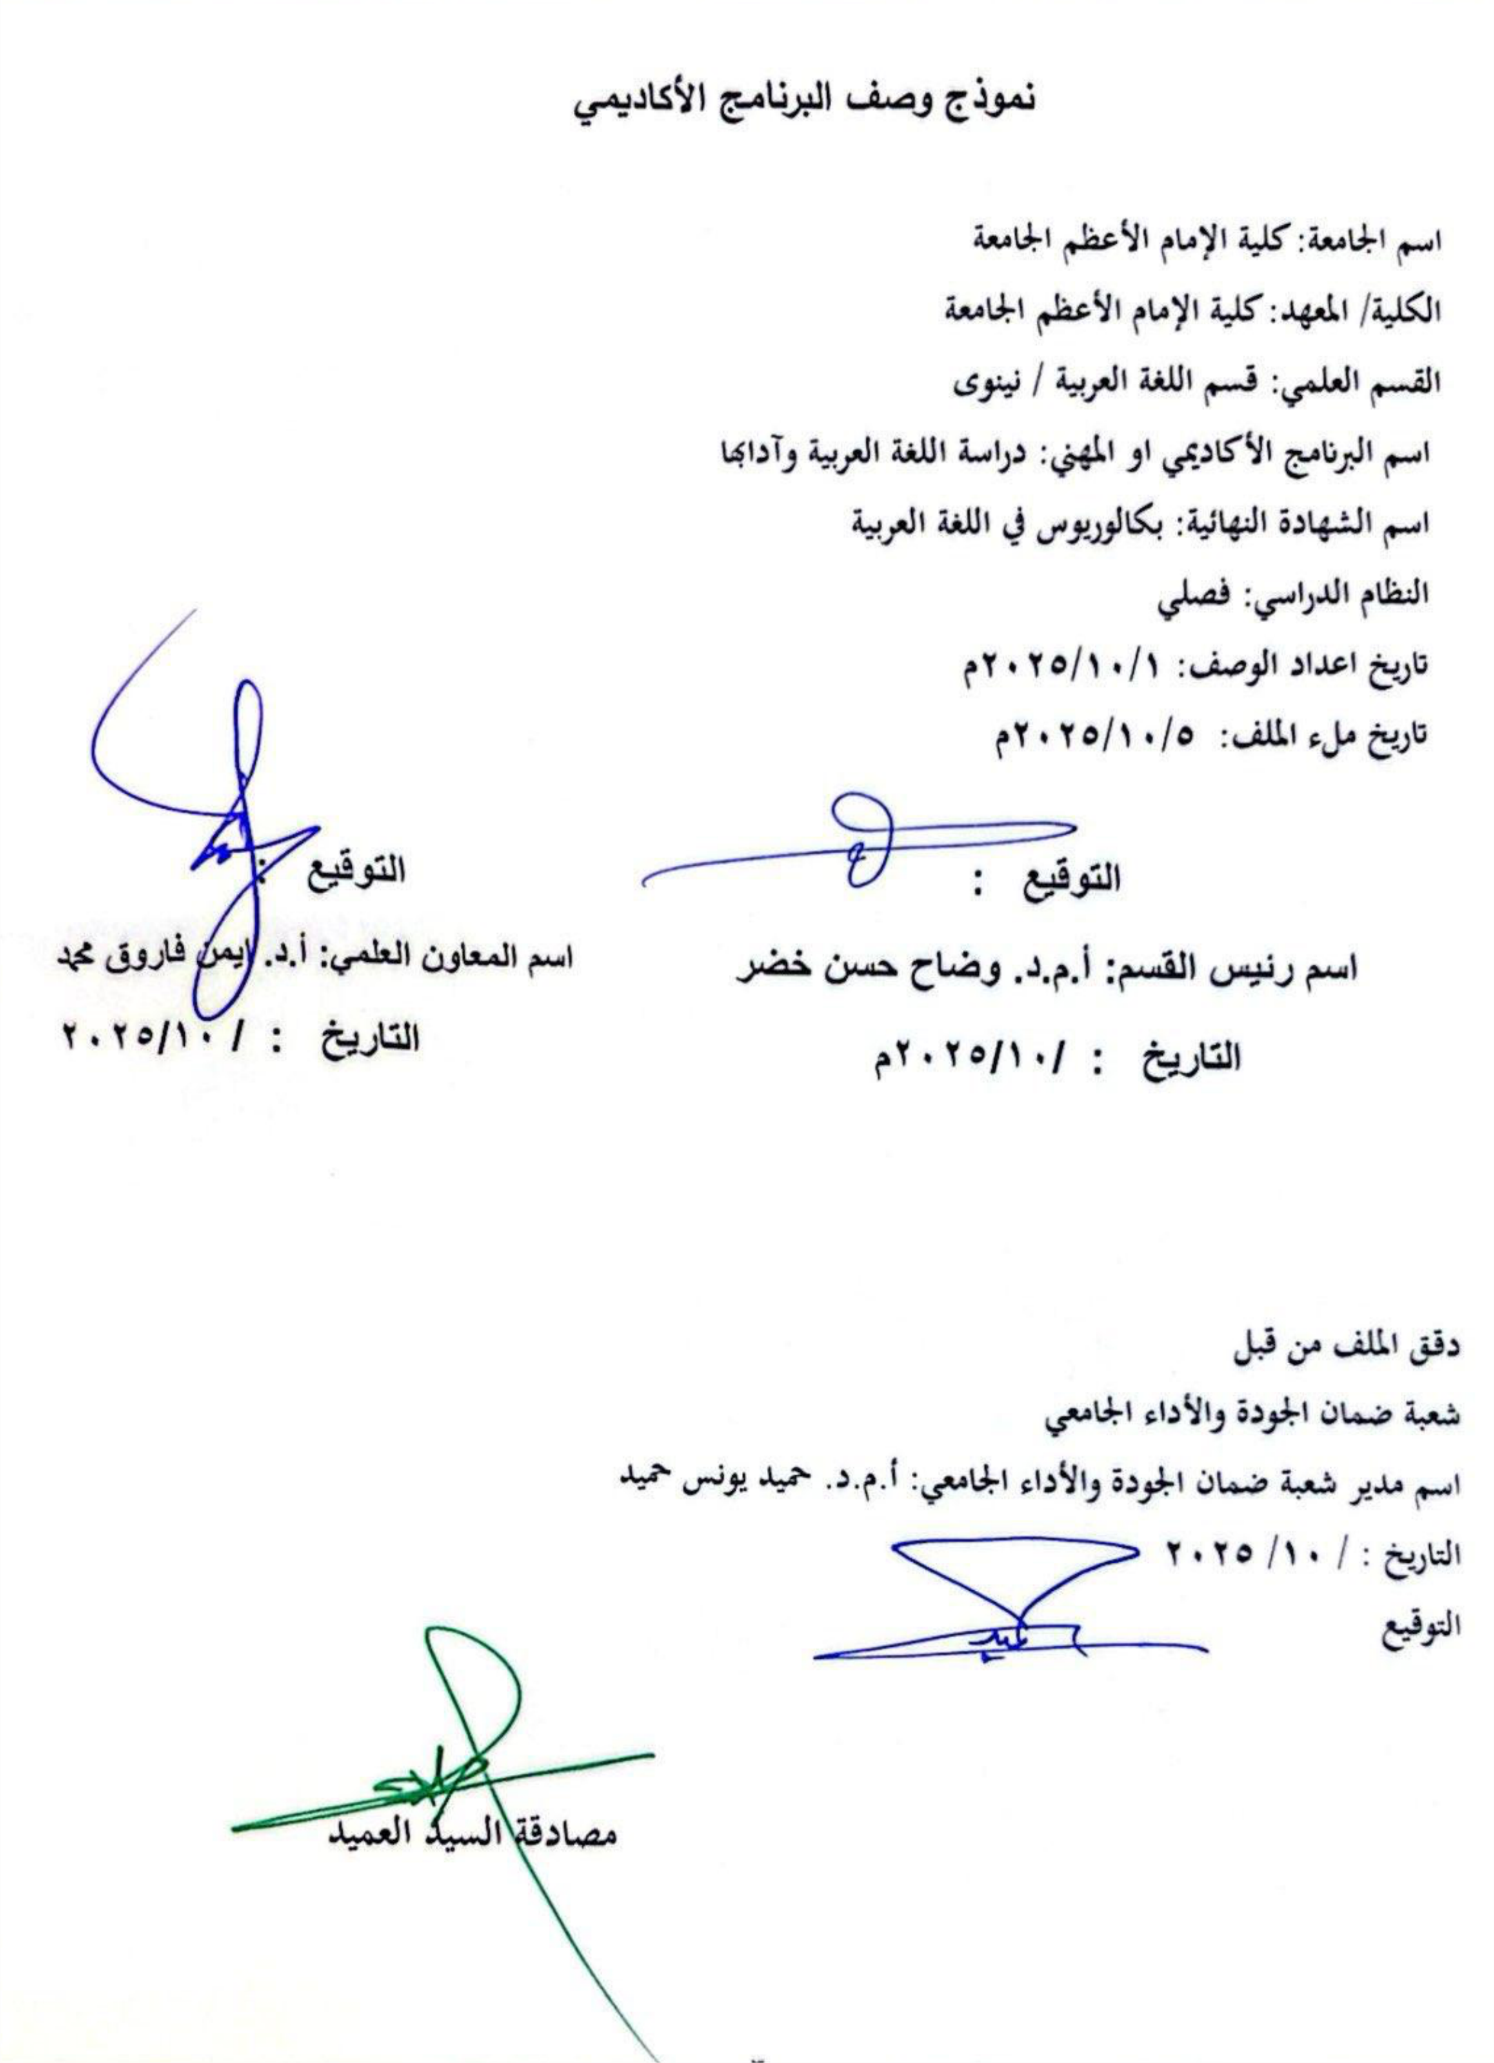 نموذج وصف البرنامج الأكاديمي
اسم الجامعة: كلية الإمام الأعظم الجامعة
الكلية/ المعهد: كلية الإمام الأعظم الجامعة
القسم العلمي: قسم اللغة العربية / نينوى
اسم البرنامج الأكاديمي او المهني: دراسة اللغة العربية وآدابها
اسم الشهادة النهائية: بكالوريوس في اللغة العربية
النظام الدراسي: فصلي
تاريخ اعداد الوصف: ٢٠٢٥/١٠/١م
تاريخ ملء الملف: ٢٠٢٥/١٠/٥م
التوقيع :
اسم رئيس القسم: أ.م.د. وضاح حسن خضر
التاريخ : /٢٠٢٥/١٠م
التوقيع :
اسم المعاون العلمي: أ.د. ايمن فاروق محمد
التاريخ : / ٢٠٢٥/١٠
دقق الملف من قبل
شعبة ضمان الجودة والأداء الجامعي
اسم مدير شعبة ضمان الجودة والأداء الجامعي: أ.م.د. حميد يونس حميد
التاريخ : / ١٠/ ٢٠٢٥
التوقيع
مصادقة السيد العميد